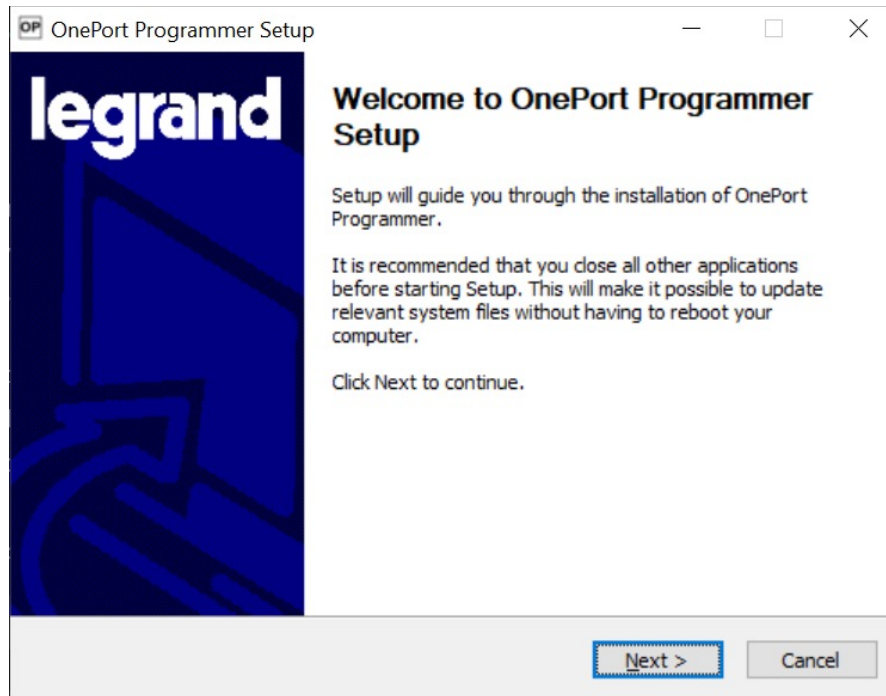 OP OnePort Programmer Setup
legrand
Welcome to OnePort Programmer
Setup
Setup will guide you through the installation of OnePort
Programmer.
It is recommended that you close all other applications
before starting Setup. This will make it possible to update
relevant system files without having to reboot your
computer.
Click Next to continue.
Next >
Cancel